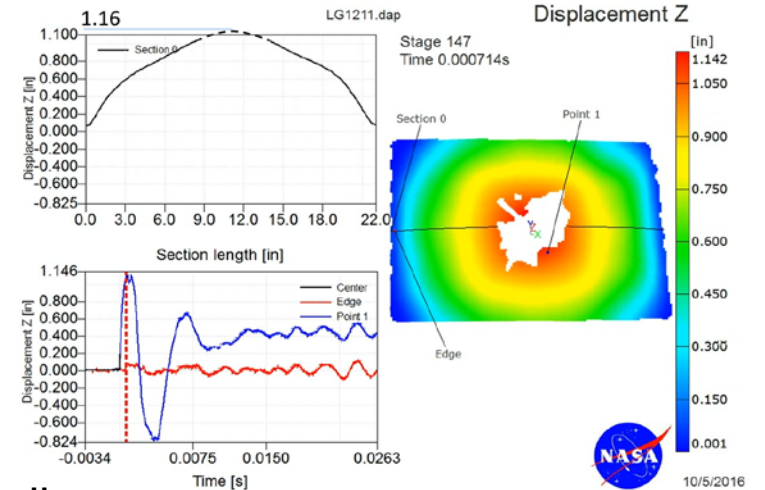 1.16
LG1211.dap
Displacement Z
Stage 147
Time 0.000714s
[in]
1.142
1.050
0.900
0.750
0.600
0.450
0.300
0.150
0.001
Section 0
Point 1
Edge
Y
Z
X
Displacement Z [in]
1.100
0.800
0.600
0.400
0.200
0.000
-0.200
-0.400
-0.600
-0.825
Section 0
0.0 3.0 6.0 9.0 12.0 15.0 18.0 22.0
Section length [in]
Displacement Z [in]
1.146
0.800
0.600
0.400
0.200
0.000
-0.200
-0.400
-0.600
-0.824
Center
Edge
Point 1
-0.0034 0.0075 0.0150 0.0263
Time [s]
NASA
10/5/2016